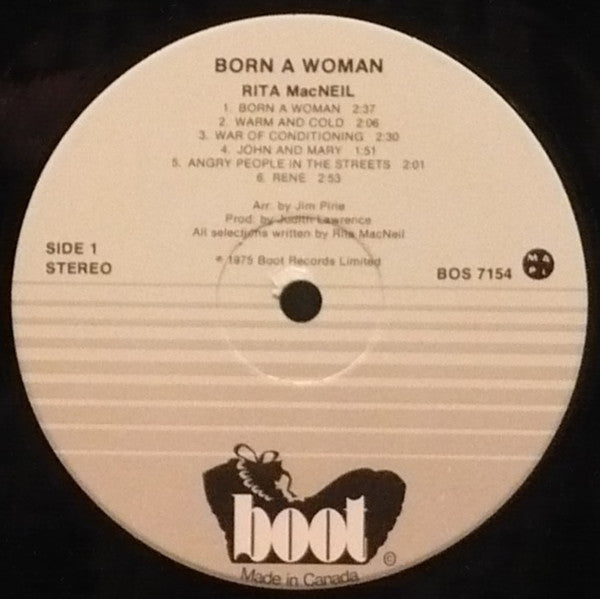 BORN A WOMAN
RITA MacNEIL
1. BORN A WOMAN 2:37
2. WARM AND COLD 2:06
3. WAR OF CONDITIONING 2:30
4. JOHN AND MARY 1:51
5. ANGRY PEOPLE IN THE STREETS 2:01
6. RENE 2:53
Arr. by Jim Pirie
Prod. by Judith Lawrence
All selections written by Rita MacNeil
℗ 1975 Boot Records Limited
SIDE 1
STEREO
BOS 7154
M A
P L
boot
©
Made in Canada